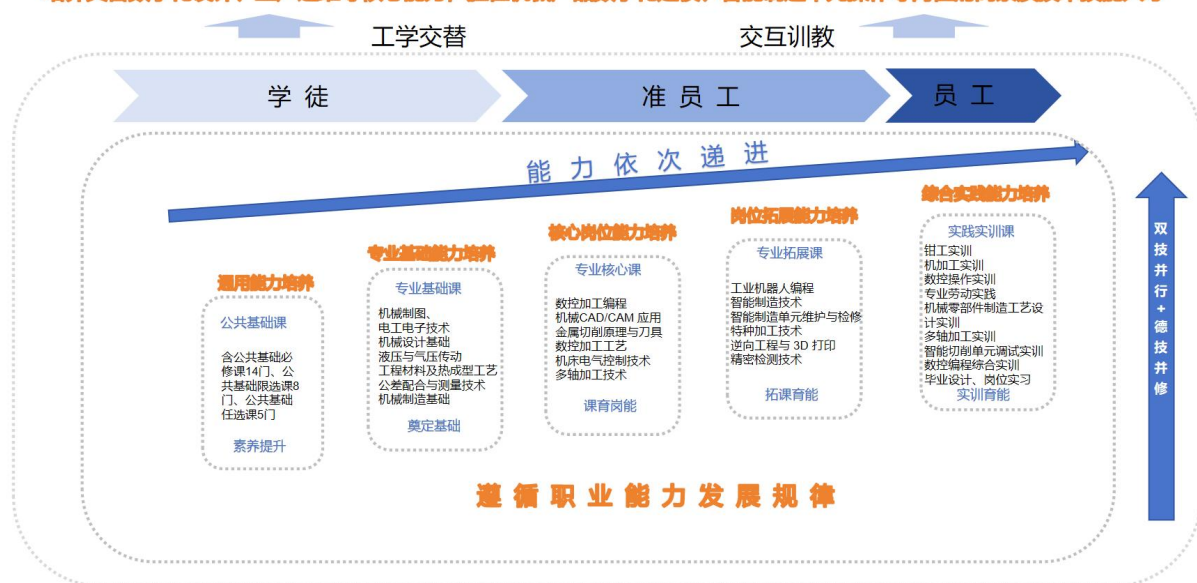 工学交替
交互训教
学 徒
准 员 工
员 工
能 力 依 次 递 进
通用能力培养
公共基础课
含公共基础必
修课14门、公
共基础限选课8
门、公共基础
任选课5门
素养提升
专业基础能力培养
专业基础课
机械制图、
电工电子技术
机械设计基础
液压与气压传动
工程材料及热成型工艺
公差配合与测量技术
机械制造基础
奠定基础
核心岗位能力培养
专业核心课
数控加工编程
机械CAD/CAM 应用
金属切削原理与刀具
数控加工工艺
机床电气控制技术
多轴加工技术
课育岗能
岗位拓展能力培养
专业拓展课
工业机器人编程
智能制造技术
智能制造单元维护与检修
特种加工技术
逆向工程与 3D 打印
精密检测技术
拓课育能
综合实践能力培养
实践实训课
钳工实训
机加工实训
数控操作实训
专业劳动实践
机械零部件制造工艺设
计实训
多轴加工实训
智能切削单元调试实训
数控编程综合实训
毕业设计、岗位实习
实训育能
双技并行+德技并修
遵 循 职 业 能 力 发 展 规 律